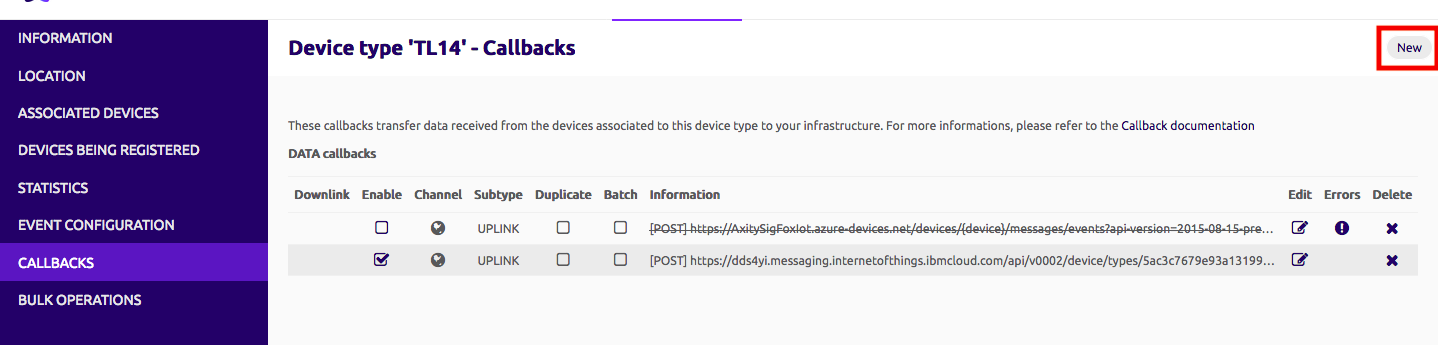 INFORMATION
LOCATION
ASSOCIATED DEVICES
DEVICES BEING REGISTERED
STATISTICS
EVENT CONFIGURATION
CALLBACKS
BULK OPERATIONS
Device type 'TL14' - Callbacks
New
These callbacks transfer data received from the devices associated to this device type to your infrastructure. For more informations, please refer to the Callback documentation
DATA callbacks
Downlink Enable Channel Subtype Duplicate Batch Information Edit Errors Delete
UPLINK [POST] https://AxitySigFoxIot.azure-devices.net/devices/{device}/messages/events?api-version=2015-08-15-pre...
UPLINK [POST] https://dds4yi.messaging.internetofthings.ibmcloud.com/api/v0002/device/types/5ac3c7679e93a13199...